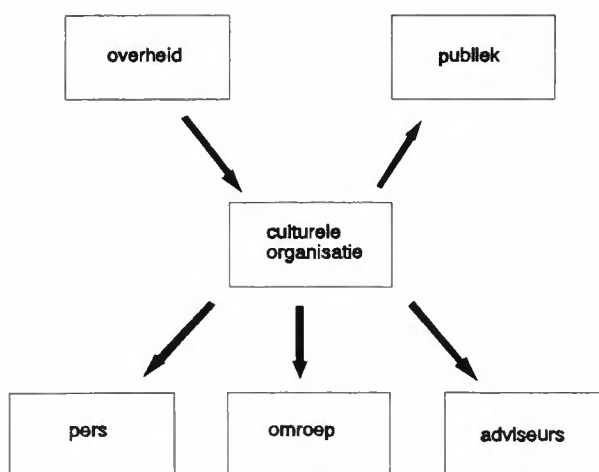 overheid
publiek
culturele
organisatie
pers
omroep
adviseurs